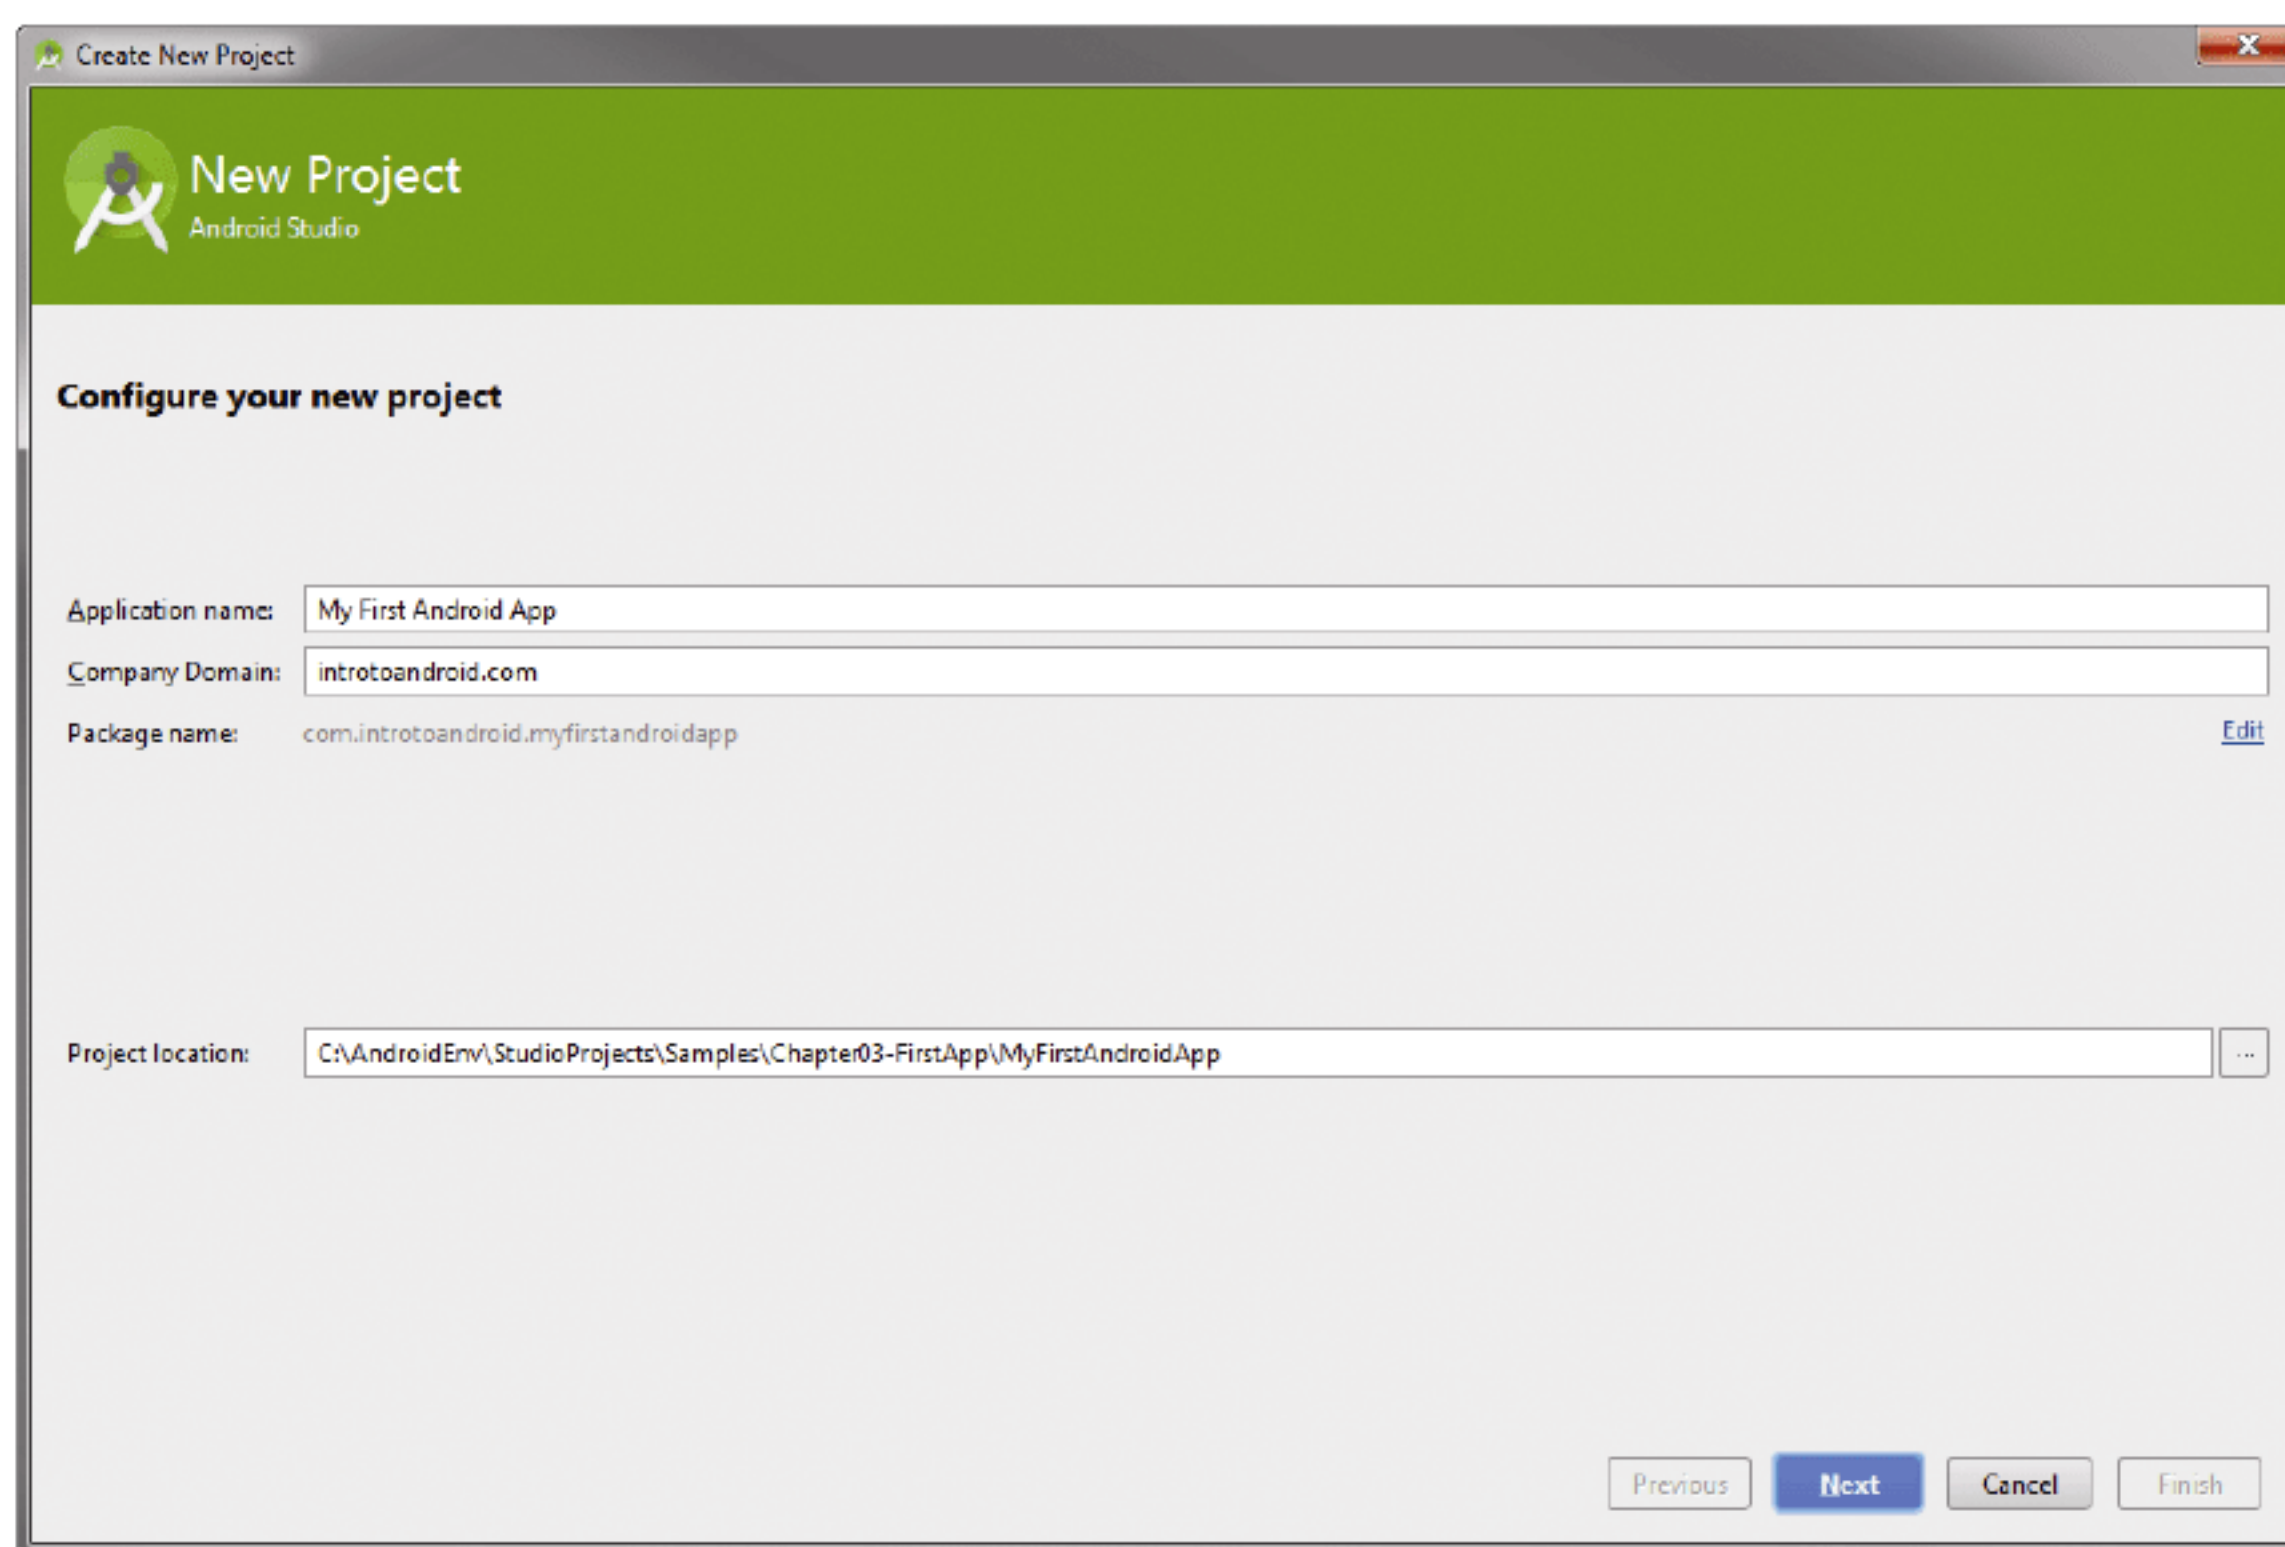 Create New Project
New Project
Android Studio
Configure your new project
Application name: My First Android App
Company Domain: introtoandroid.com
Package name: com.introtoandroid.myfirstandroidapp Edit
Project location: C:\AndroidEnv\StudioProjects\Samples\Chapter03-FirstApp\MyFirstAndroidApp ...
Previous Next Cancel Finish